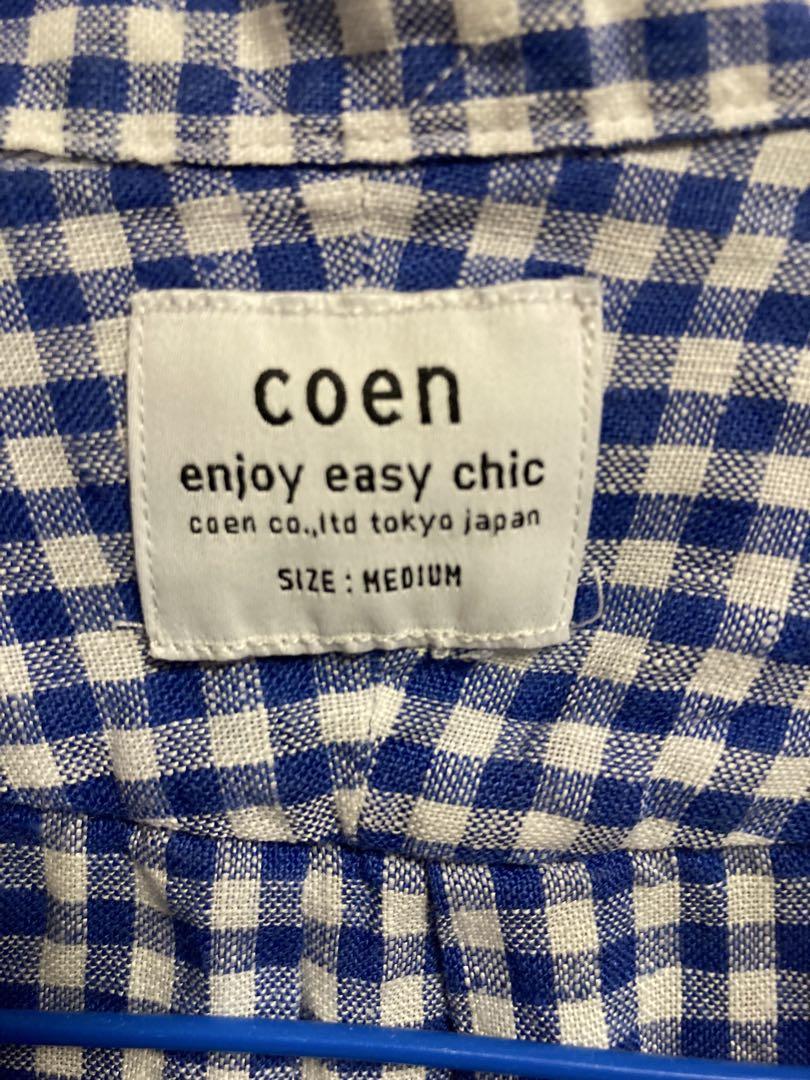 coen
enjoy easy chic
coen co.,ltd tokyo japan
SIZE : MEDIUM